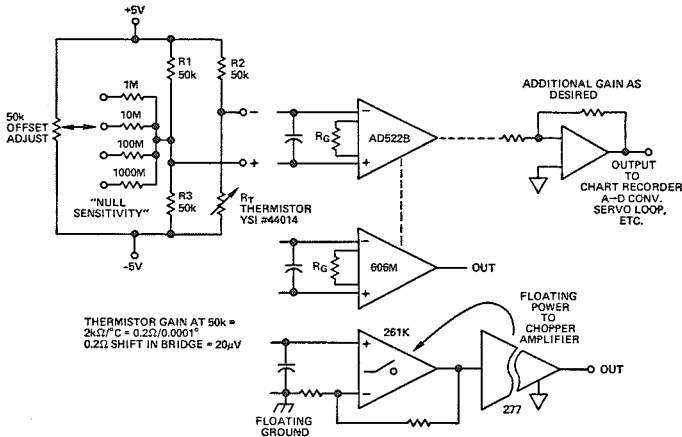 +5V
R1
50k
R2
50k
1M
10M
100M
1000M
50k
OFFSET
ADJUST
"NULL
SENSITIVITY"
R3
50k
RT
THERMISTOR
YSI #44014
-5V
−
+
−
+
RG
AD522B
ADDITIONAL GAIN AS
DESIRED
OUTPUT
TO
CHART RECORDER
A–D CONV.
SERVO LOOP,
ETC.
−
+
RG
606M
OUT
THERMISTOR GAIN AT 50k =
2kΩ/°C = 0.2Ω/0.0001°
0.2Ω SHIFT IN BRIDGE = 20μV
FLOATING
POWER
TO
CHOPPER
AMPLIFIER
261K
+
−
277
OUT
FLOATING
GROUND